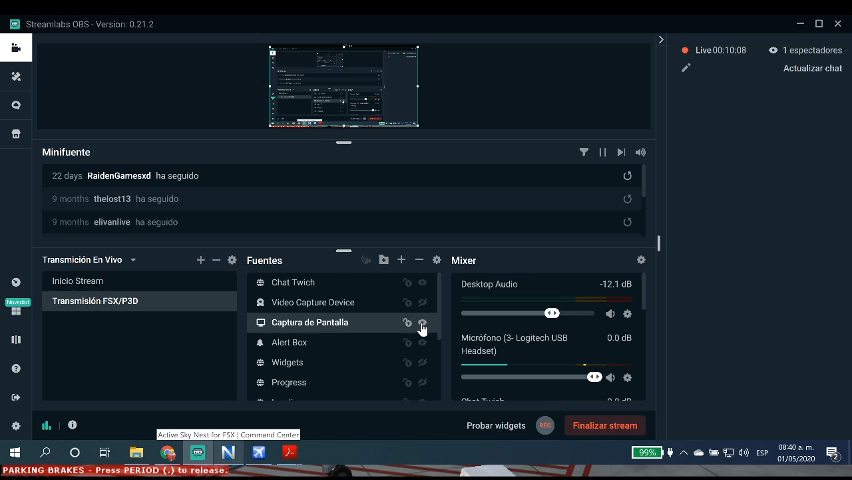 Streamlabs OBS - Version: 0.21.2
Live 00:10:08
1 espectadores
Actualizar chat
Minifuente
22 days RaidenGamesxd ha seguido
9 months thelost13 ha seguido
9 months elivanlive ha seguido
Transmición En Vivo
Fuentes
Mixer
Inicio Stream
Transmisión FSX/P3D
Chat Twich
Video Capture Device
Captura de Pantalla
Alert Box
Widgets
Progress
Desktop Audio
-12.1 dB
Micrófono (3- Logitech USB Headset)
0.0 dB
Novedad
Probar widgets
REC
Finalizar stream
Active Sky Next for FSX | Command Center
99%
ESP
08:40 a. m.
01/05/2020
2
PARKING BRAKES - Press PERIOD (.) to release.